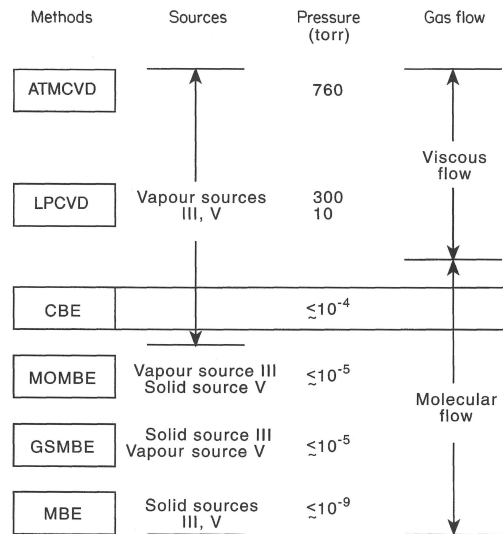 Methods Sources Pressure (torr) Gas flow
ATMCVD 760
Viscous flow
LPCVD Vapour sources III, V 300 10
CBE ≲10⁻⁴
MOMBE Vapour source III Solid source V ≲10⁻⁵
Molecular flow
GSMBE Solid source III Vapour source V ≲10⁻⁵
MBE Solid sources III, V ≲10⁻⁹